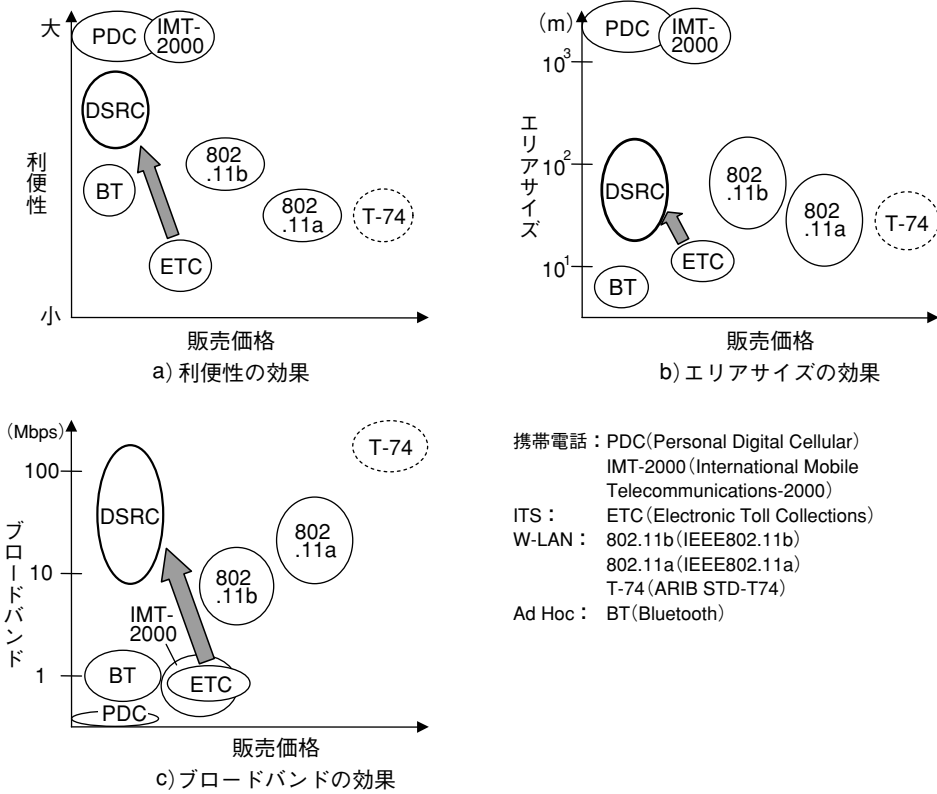 大
利便性
小
PDC
IMT-
2000
DSRC
BT
802
.11b
802
.11a
T-74
ETC
販売価格
a)利便性の効果
(m)
10³
10²
10¹
エリアサイズ
PDC
IMT-
2000
DSRC
802
.11b
802
.11a
T-74
ETC
BT
販売価格
b)エリアサイズの効果
(Mbps)
100
10
1
ブロードバンド
T-74
DSRC
802
.11a
802
.11b
IMT-
2000
BT
ETC
PDC
販売価格
c)ブロードバンドの効果
携帯電話：PDC(Personal Digital Cellular)
IMT-2000(International Mobile
Telecommunications-2000)
ITS： ETC(Electronic Toll Collections)
W-LAN： 802.11b(IEEE802.11b)
802.11a(IEEE802.11a)
T-74(ARIB STD-T74)
Ad Hoc： BT(Bluetooth)